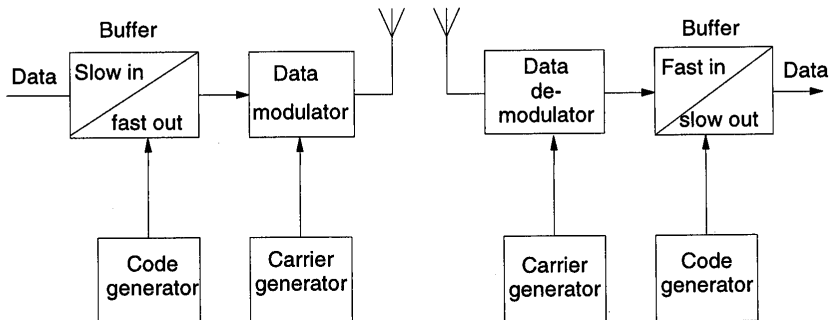 Buffer
Data
Slow in
fast out
Data
modulator
Code
generator
Carrier
generator
Data
de-
modulator
Buffer
Fast in
slow out
Data
Carrier
generator
Code
generator